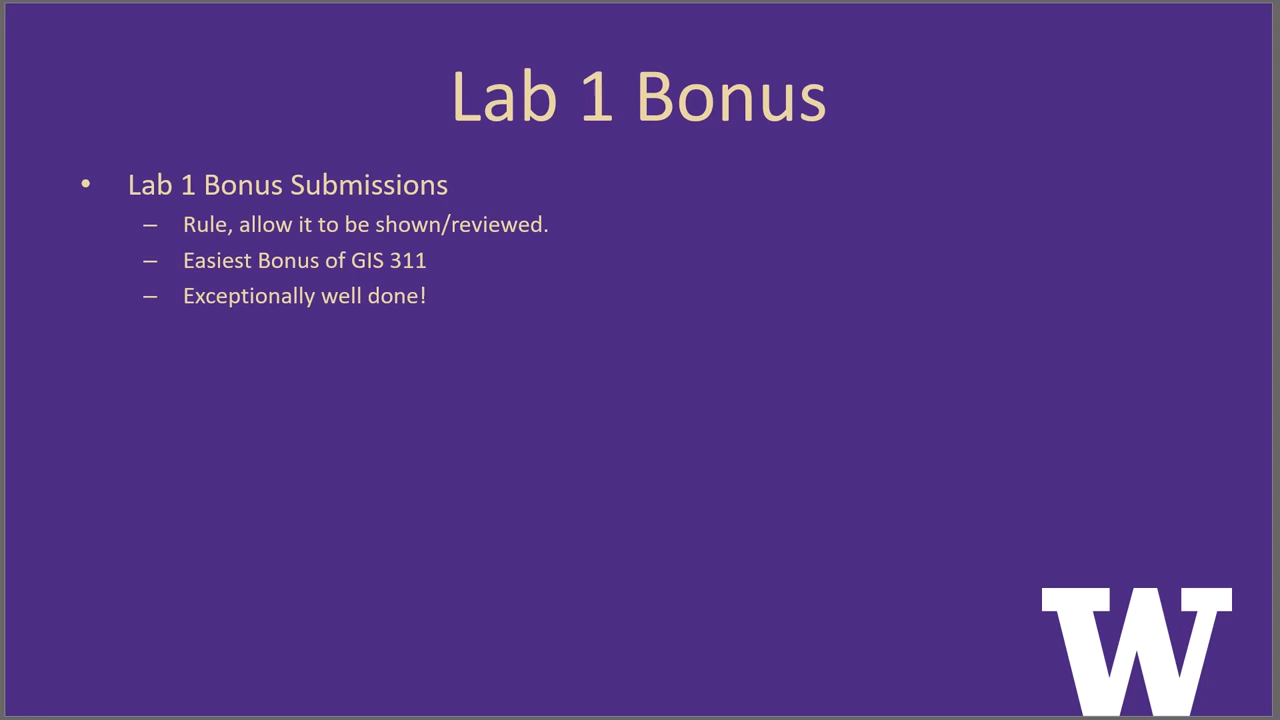 Lab 1 Bonus
• Lab 1 Bonus Submissions
– Rule, allow it to be shown/reviewed.
– Easiest Bonus of GIS 311
– Exceptionally well done!
W